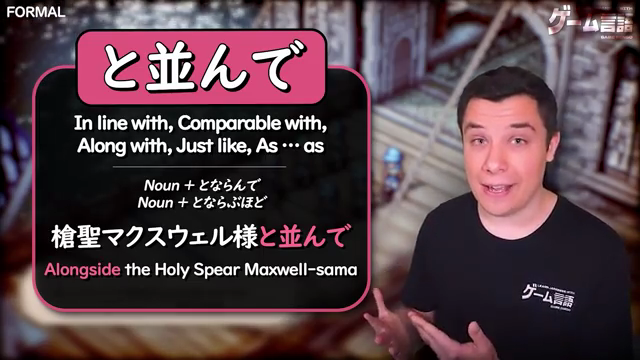 FORMAL
ゲーム言語
と並んで
In line with, Comparable with,
Along with, Just like, As … as
Noun + とならんで
Noun + とならぶほど
槍聖マクスウェル様と並んで
Alongside the Holy Spear Maxwell-sama
LEARN JAPANESE WITH
ゲーム言語